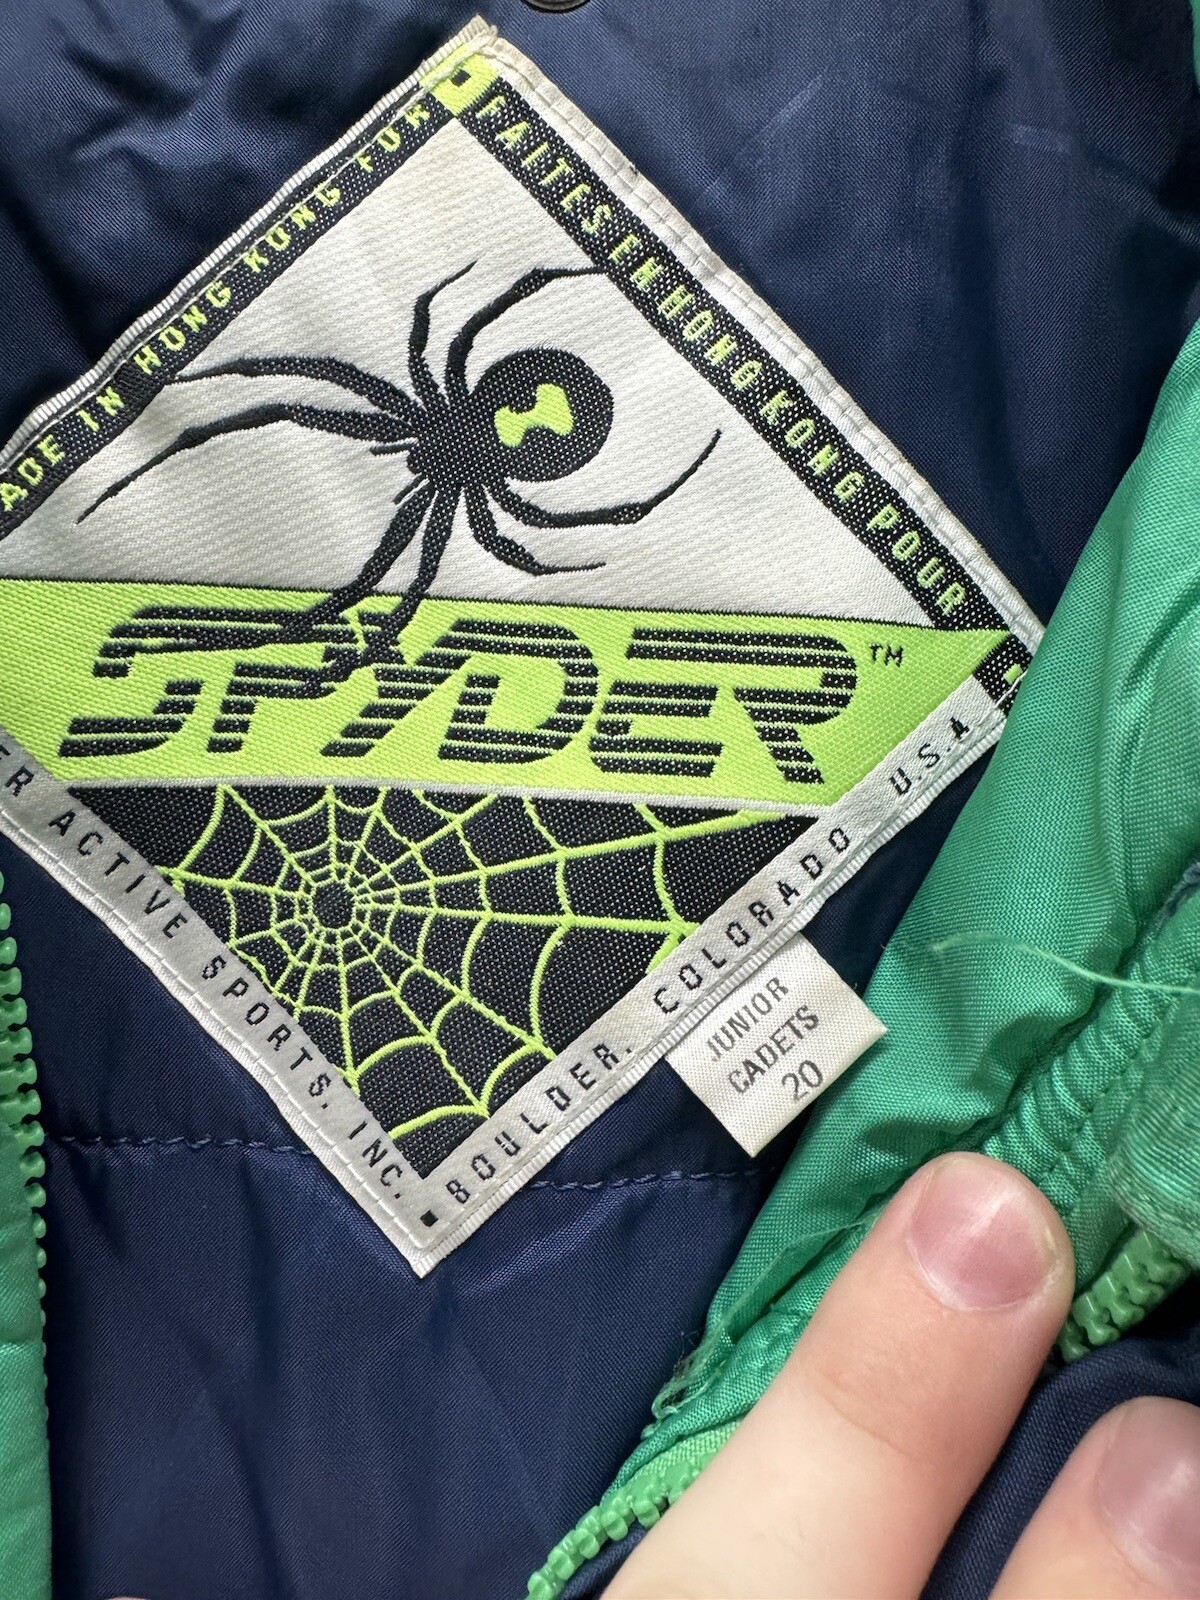 ADE IN HONG KONG FOR
FAITES EM HONG KONG POUR
SPYDER™
ER ACTIVE SPORTS. INC.
BOULDER. COLORADO U.S.A
JUNIOR
CADETS
20